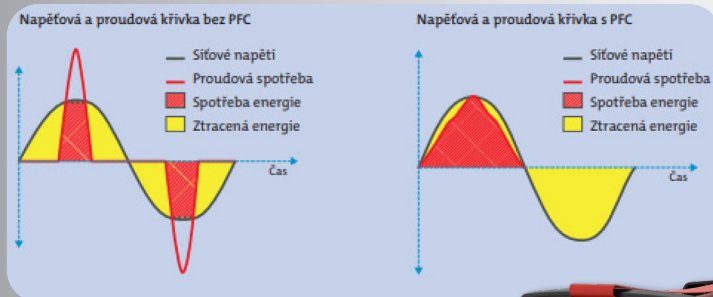 Napěťová a proudová křivka bez PFC
Síťové napětí
Proudová spotřeba
Spotřeba energie
Ztracená energie
Čas
Napěťová a proudová křivka s PFC
Síťové napětí
Proudová spotřeba
Spotřeba energie
Ztracená energie
Čas